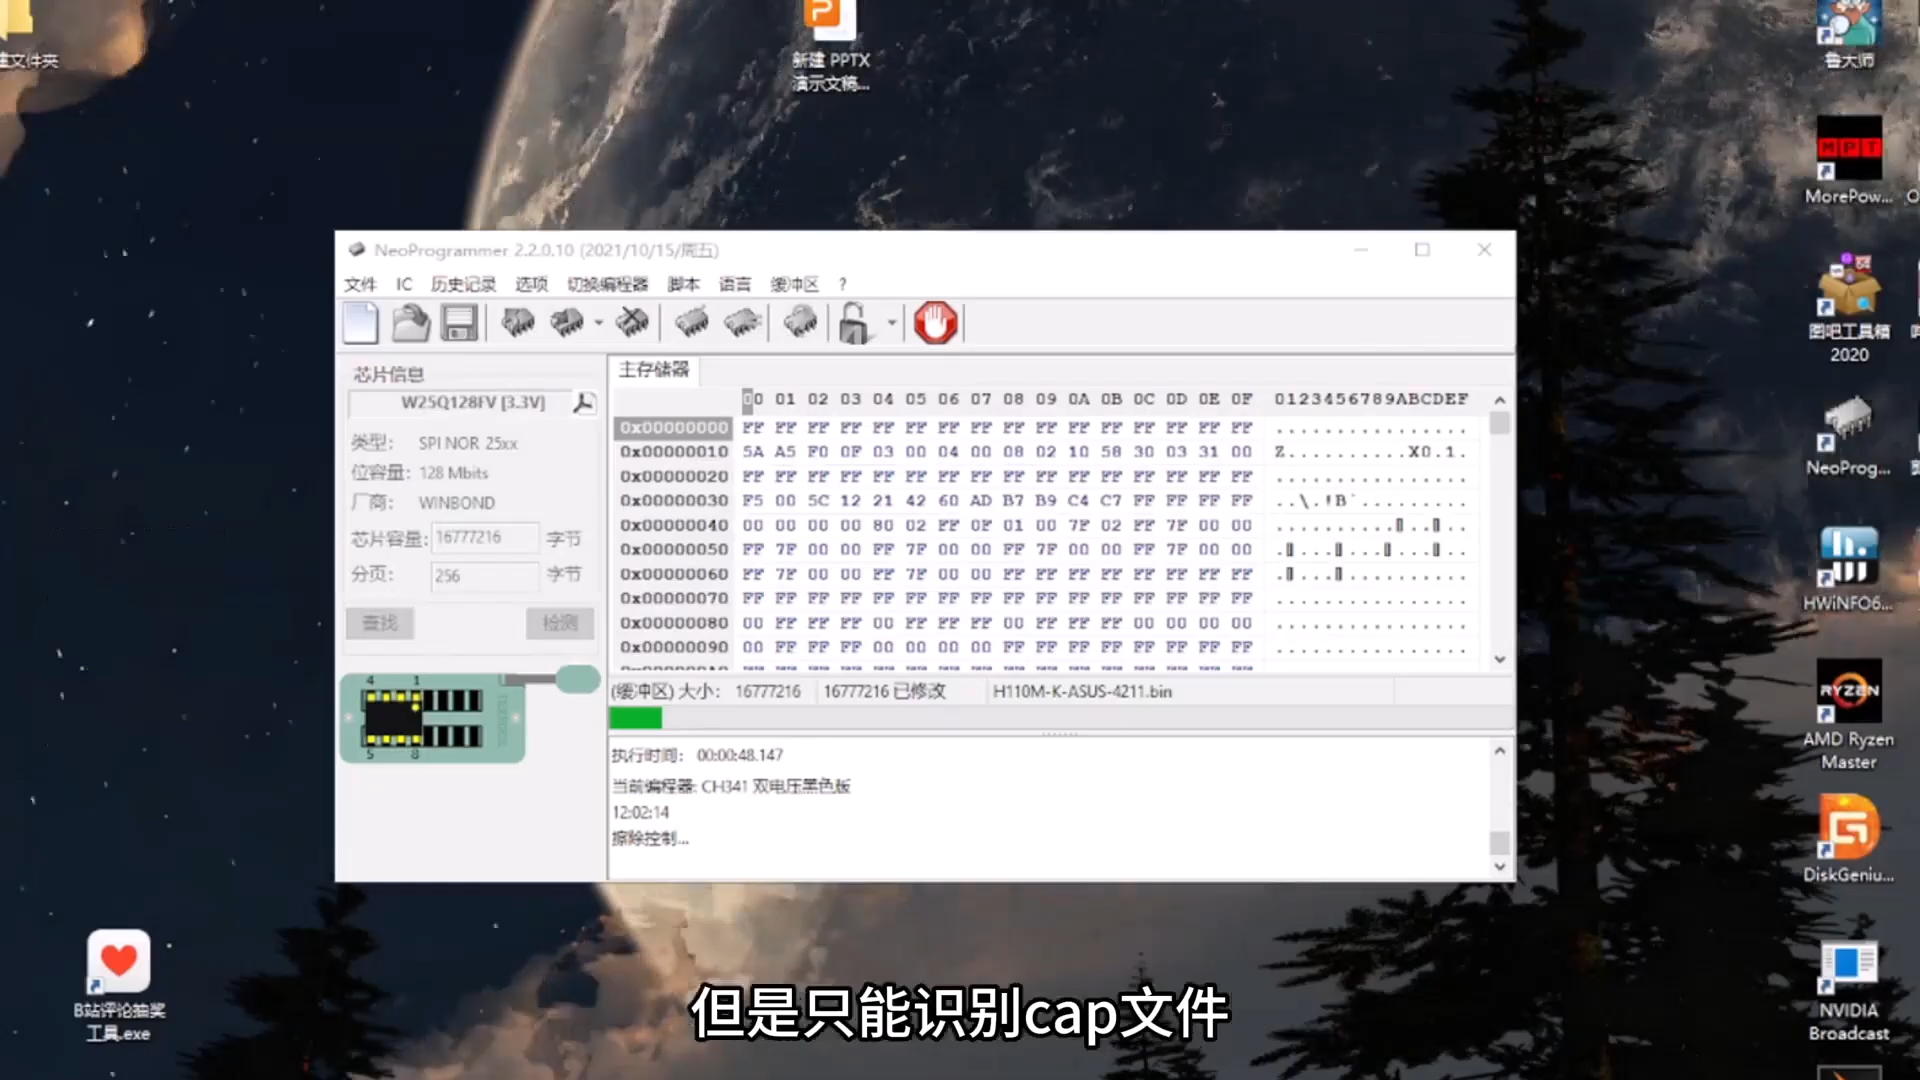 建文件夹
新建 PPTX
演示文稿...
鲁大师
MPT
MorePow...
图吧工具箱
2020
NeoProg...
HWiNFO6...
RYZEN
AMD Ryzen
Master
DiskGeniu...
NVIDIA
Broadcast
B站评论抽奖
工具.exe
NeoProgrammer 2.2.0.10 (2021/10/15/周五)
文件 IC 历史记录 选项 切换编程器 脚本 语言 缓冲区 ?
芯片信息
W25Q128FV [3.3V]
类型: SPI NOR 25xx
位容量: 128 Mbits
厂商: WINBOND
芯片容量: 16777216 字节
分页: 256 字节
查找 检测
4 1
5 8
主存储器
00 01 02 03 04 05 06 07 08 09 0A 0B 0C 0D 0E 0F 0123456789ABCDEF
0x00000000 FF FF FF FF FF FF FF FF FF FF FF FF FF FF FF FF ................
0x00000010 5A A5 F0 0F 03 00 04 00 08 02 10 58 30 03 31 00 Z..........X0.1.
0x00000020 FF FF FF FF FF FF FF FF FF FF FF FF FF FF FF FF ................
0x00000030 F5 00 5C 12 21 42 60 AD B7 B9 C4 C7 FF FF FF FF ..\.!B`.........
0x00000040 00 00 00 00 80 02 FF 0F 01 00 7F 02 FF 7F 00 00
0x00000050 FF 7F 00 00 FF 7F 00 00 FF 7F 00 00 FF 7F 00 00
0x00000060 FF 7F 00 00 FF 7F 00 00 FF FF FF FF FF FF FF FF
0x00000070 FF FF FF FF FF FF FF FF FF FF FF FF FF FF FF FF ................
0x00000080 00 FF FF FF 00 FF FF FF 00 FF FF FF 00 00 00 00 ................
0x00000090 00 FF FF FF 00 00 00 00 FF FF FF FF FF FF FF FF ................
(缓冲区) 大小: 16777216 16777216 已修改 H110M-K-ASUS-4211.bin
执行时间: 00:00:48.147
当前编程器: CH341 双电压黑色版
12:02:14
擦除控制...
但是只能识别cap文件